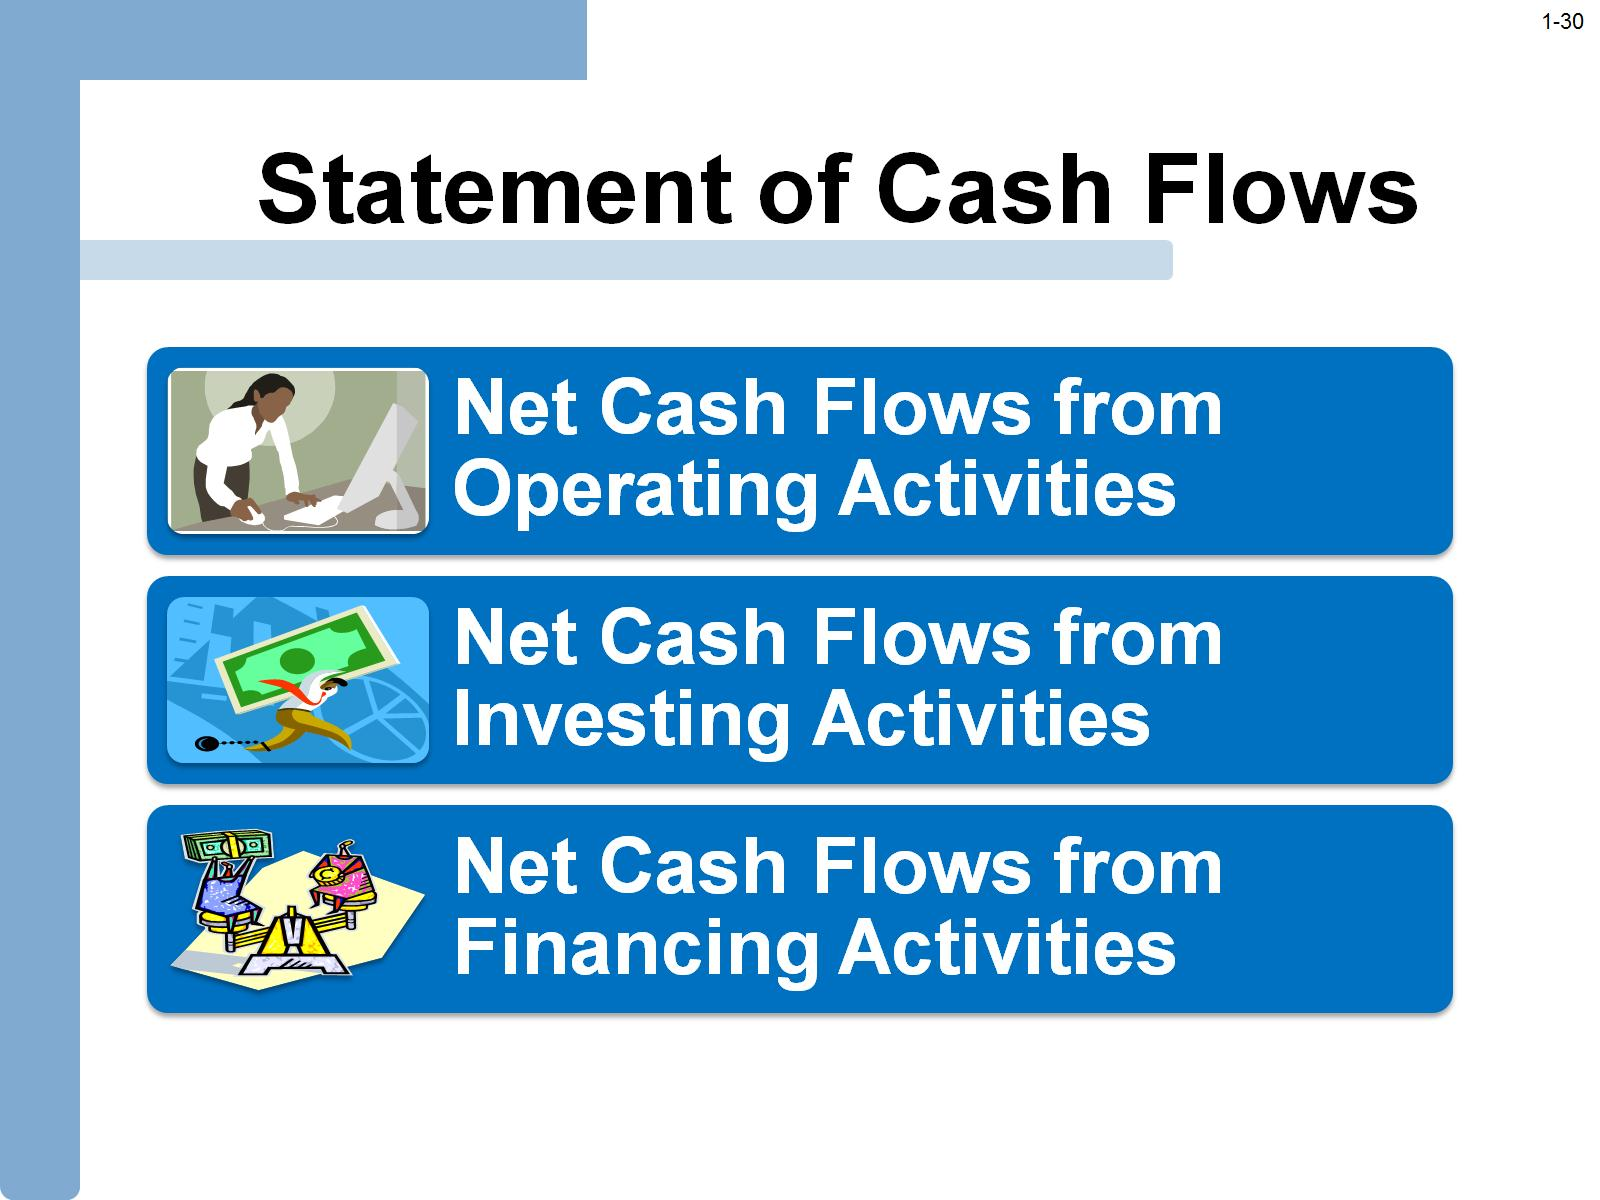 1-30
Statement of Cash Flows
Net Cash Flows from
Operating Activities
Net Cash Flows from
Investing Activities
Net Cash Flows from
Financing Activities